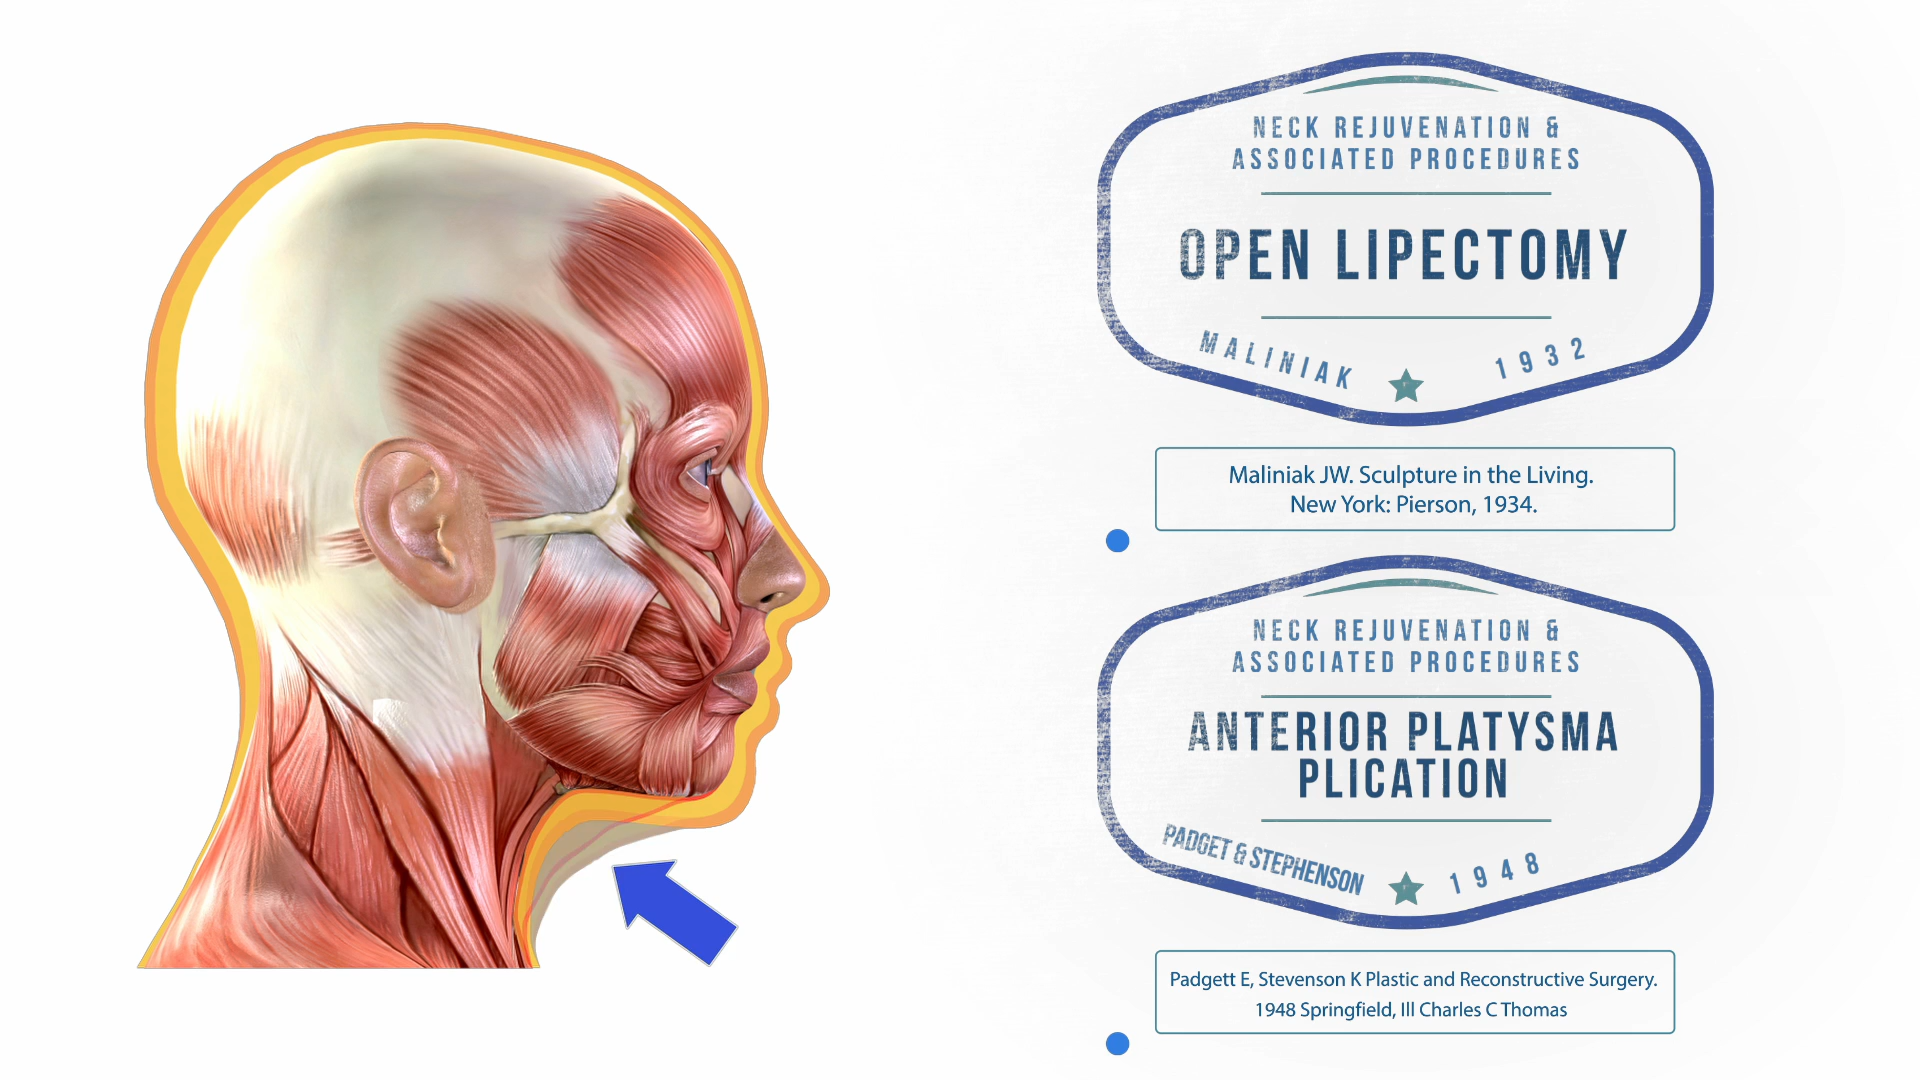 NECK REJUVENATION &
ASSOCIATED PROCEDURES
OPEN LIPECTOMY
MALINIAK 1932
Maliniak JW. Sculpture in the Living.
New York: Pierson, 1934.
NECK REJUVENATION &
ASSOCIATED PROCEDURES
ANTERIOR PLATYSMA
PLICATION
PADGET & STEPHENSON 1948
Padgett E, Stevenson K Plastic and Reconstructive Surgery.
1948 Springfield, Ill Charles C Thomas